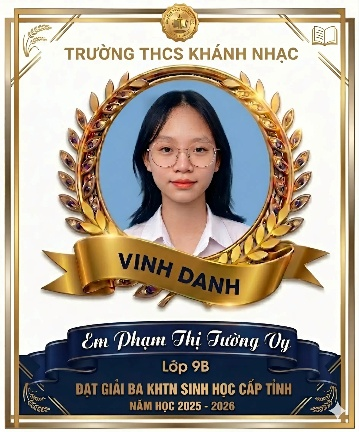 TRƯỜNG THCS KHÁNH NHẠC
VINH DANH
Em Phạm Thị Tường Vy
Lớp 9B
ĐẠT GIẢI BA KHTN SINH HỌC CẤP TỈNH
NĂM HỌC 2025 - 2026